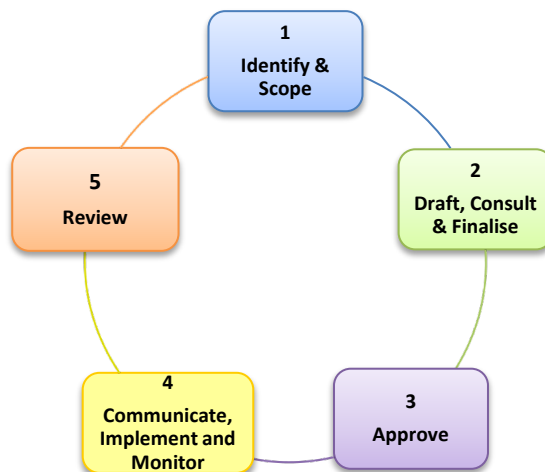 1
Identify &
Scope
2
Draft, Consult
& Finalise
3
Approve
4
Communicate,
Implement and
Monitor
5
Review